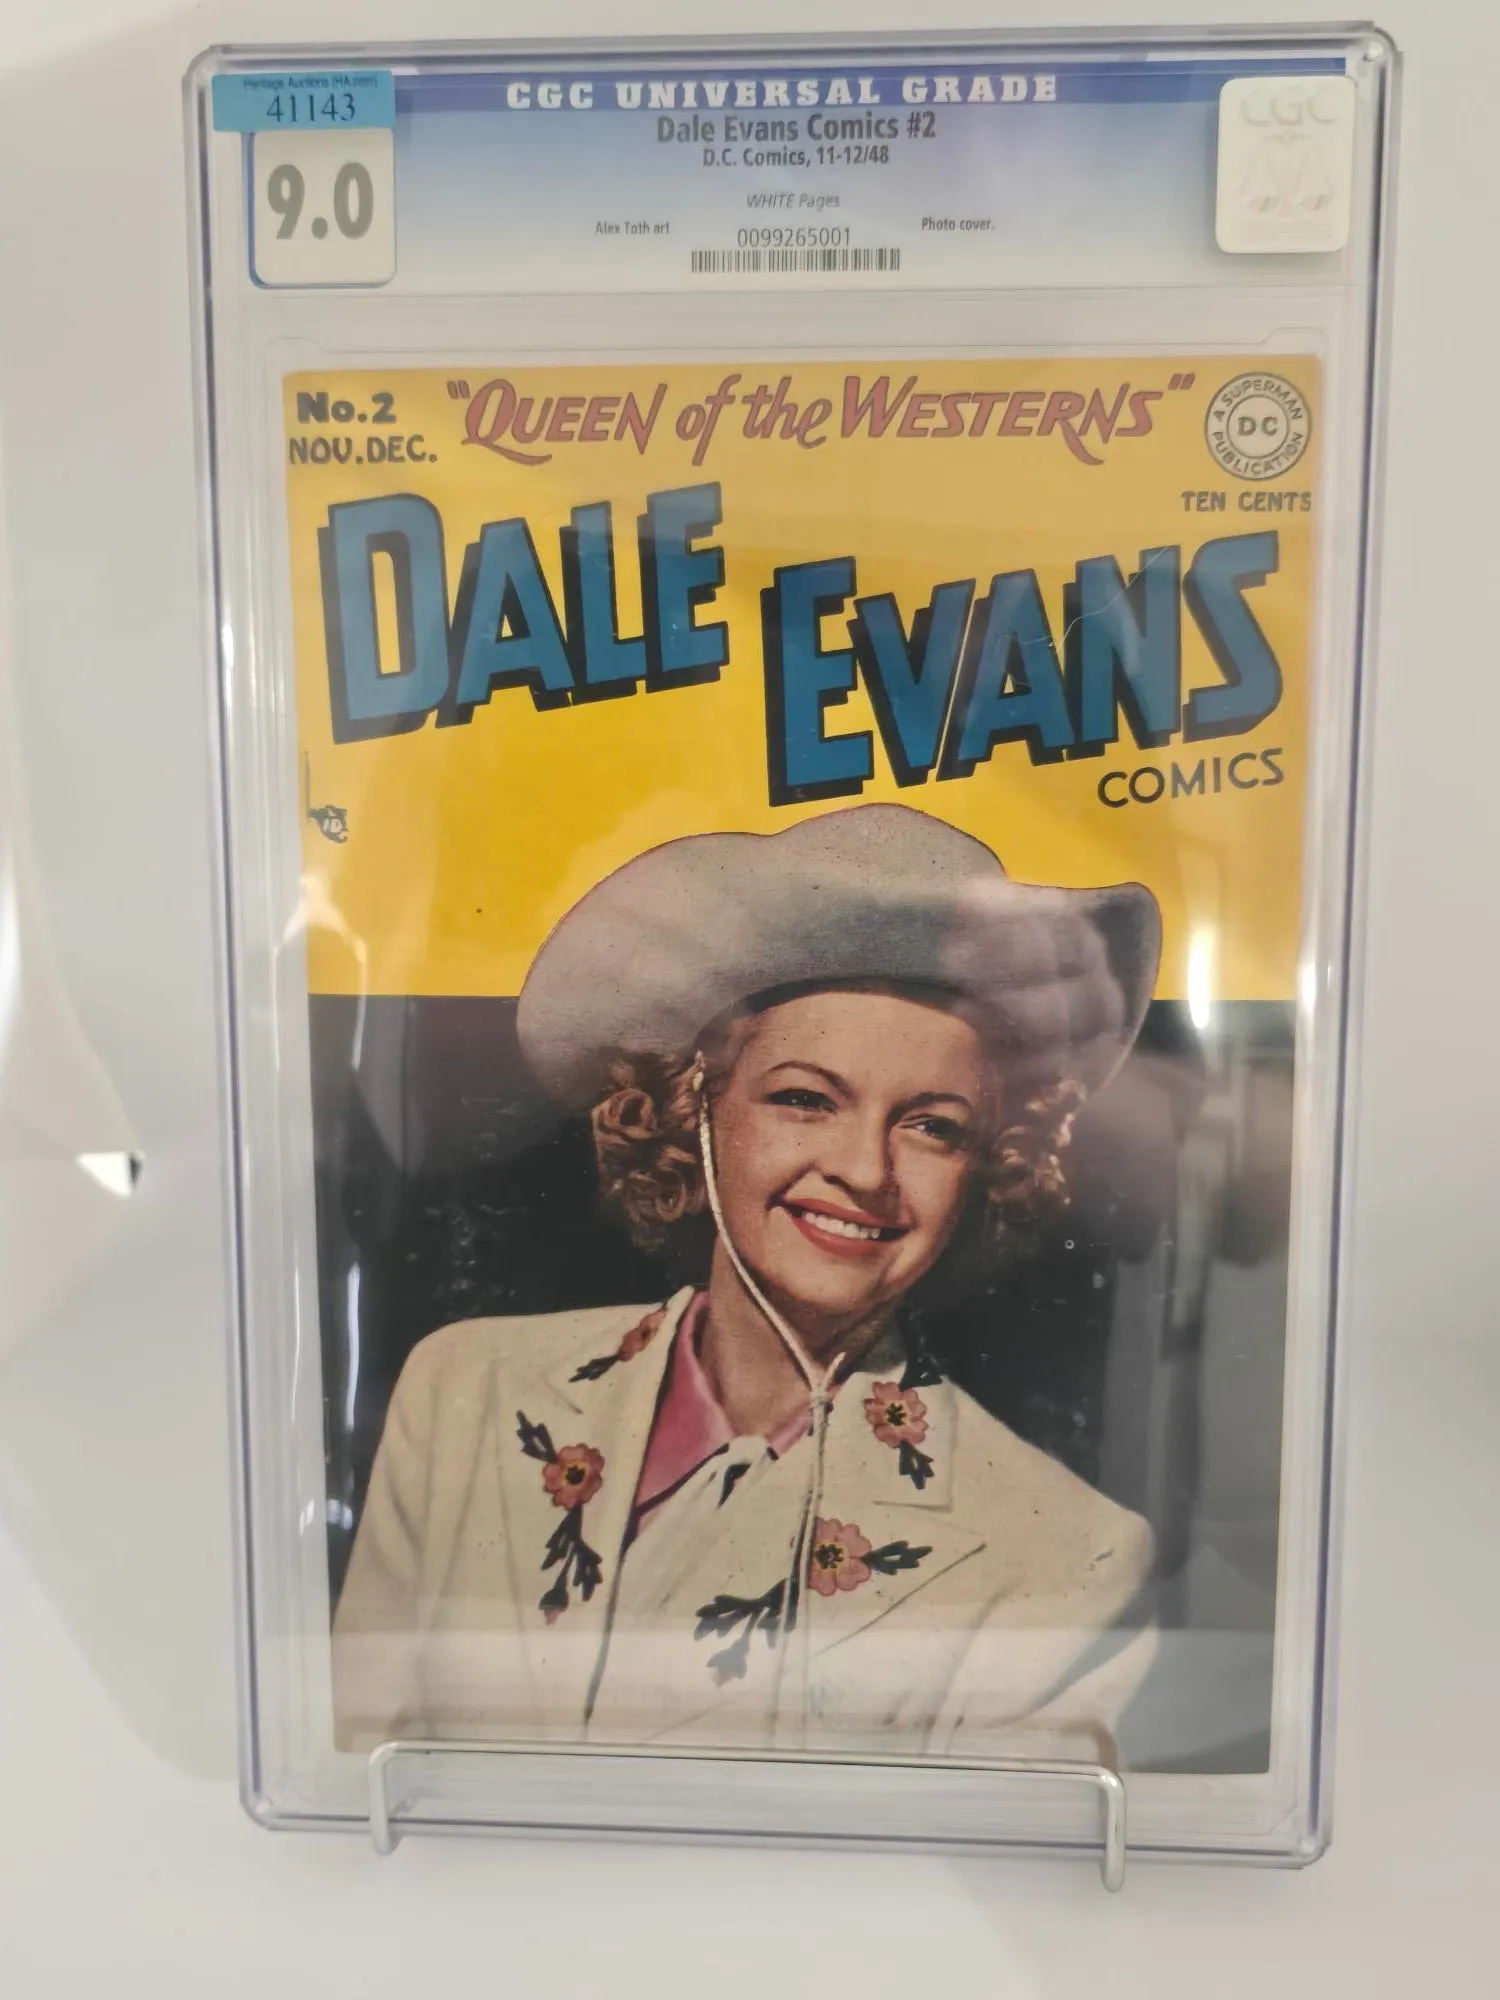 Heritage Auctions (HA.com)
41143
9.0
CGC UNIVERSAL GRADE
Dale Evans Comics #2
D.C. Comics, 11-12/48
WHITE Pages
Alex Toth art
0099265001
Photo cover.
CGC
No.2
NOV.DEC.
"QUEEN of the WESTERNS"
A SUPERMAN
DC
PUBLICATION
TEN CENTS
DALE EVANS
COMICS